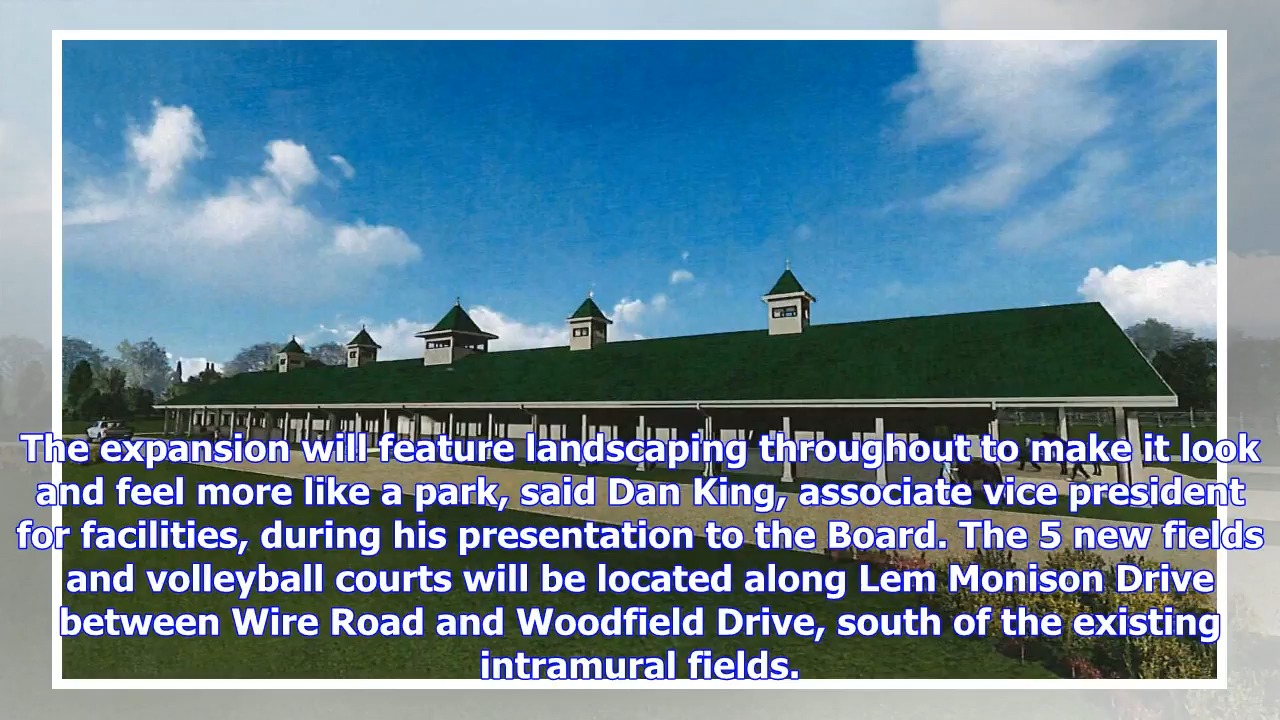 The expansion will feature landscaping throughout to make it look
and feel more like a park, said Dan King, associate vice president
for facilities, during his presentation to the Board. The 5 new fields
and volleyball courts will be located along Lem Monison Drive
between Wire Road and Woodfield Drive, south of the existing
intramural fields.